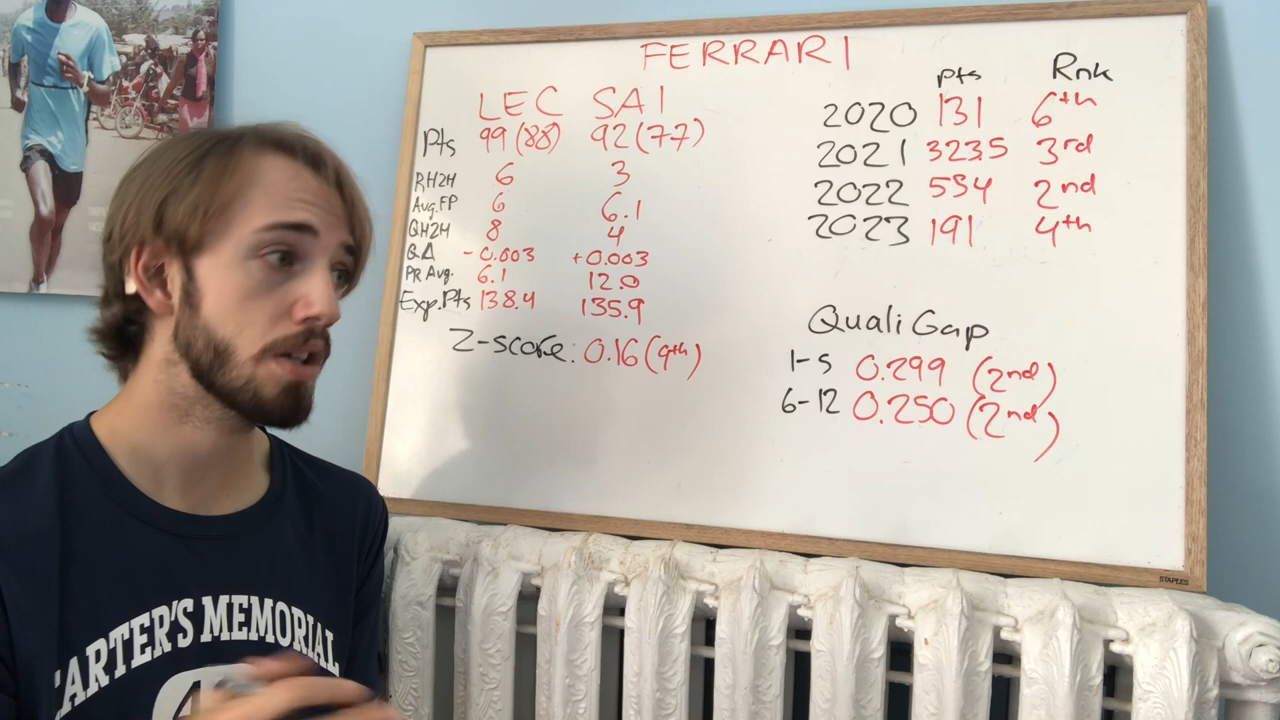 FERRARI
LEC SAI
Pts 99 (88) 92 (77)
RH2H 6 3
Avg.FP 6 6.1
QH2H 8 4
QΔ -0.003 +0.003
PR Avg. 6.1 12.0
Exp.Pts 138.4 135.9
Z-score: 0.16 (9th)
pts Rnk
2020 131 6th
2021 323.5 3rd
2022 554 2nd
2023 191 4th
Quali Gap
1-5 0.299 (2nd)
6-12 0.250 (2nd)
STAPLES
CARTER'S MEMORIAL